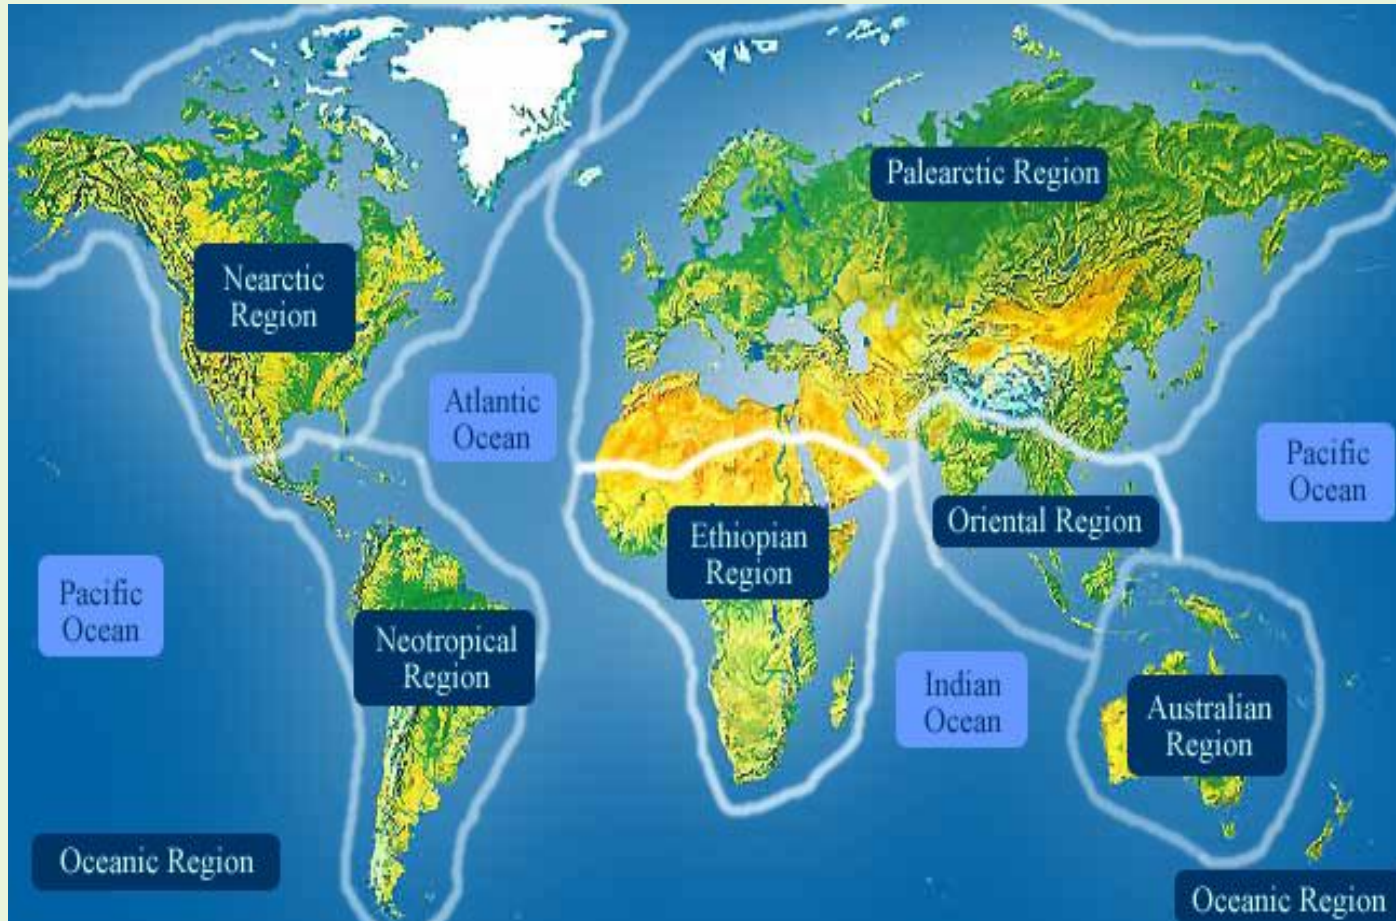 Palearctic Region
Nearctic
Region
Atlantic
Ocean
Pacific
Ocean
Oriental Region
Ethiopian
Region
Pacific
Ocean
Neotropical
Region
Indian
Ocean
Australian
Region
Oceanic Region
Oceanic Region